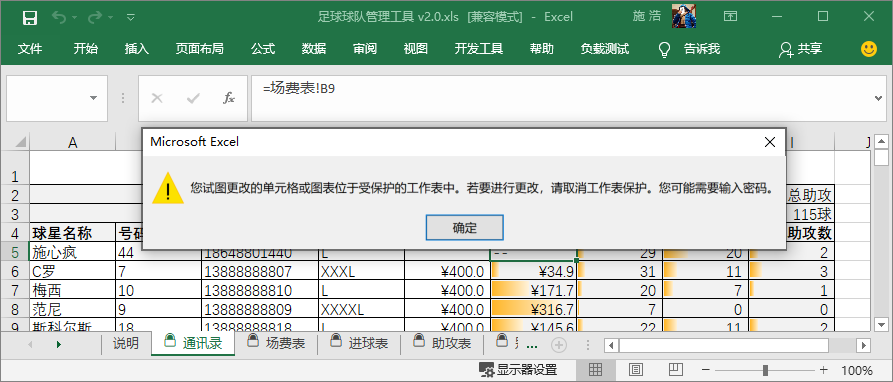 足球球队管理工具 v2.0.xls [兼容模式] - Excel 施 浩
文件 开始 插入 页面布局 公式 数据 审阅 视图 开发工具 帮助 负载测试 告诉我 共享
fx =场费表!B9
A I J
Microsoft Excel
您试图更改的单元格或图表位于受保护的工作表中。若要进行更改，请取消工作表保护。您可能需要输入密码。
确定
1
2 总助攻
3 115球
4 球星名称 号码 助攻数
5 施心疯 44 18648801440 L -- 29 20 2
6 C罗 7 13888888807 XXXL ¥400.0 ¥34.9 31 11 3
7 梅西 10 13888888810 L ¥400.0 ¥171.7 20 7 1
8 范尼 9 13888888809 XXXXL ¥400.0 ¥316.7 7 0 0
9 斯科尔斯 18 13888888818 L ¥400.0 ¥145.6 22 11 2
说明 通讯录 场费表 进球表 助攻表 ...
显示器设置 100%